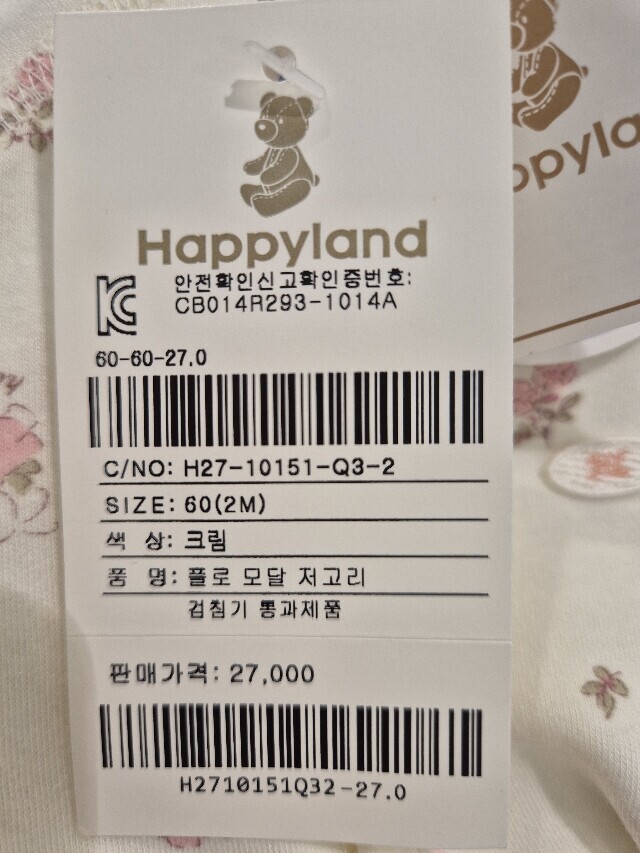 Happyland
안전확인신고확인증번호:
CB014R293-1014A
60-60-27.0
C/NO: H27-10151-Q3-2
SIZE: 60(2M)
색 상: 크림
품 명: 플로 모달 저고리
검침기 통과제품
판매가격: 27,000
H2710151Q32-27.0
ppyla